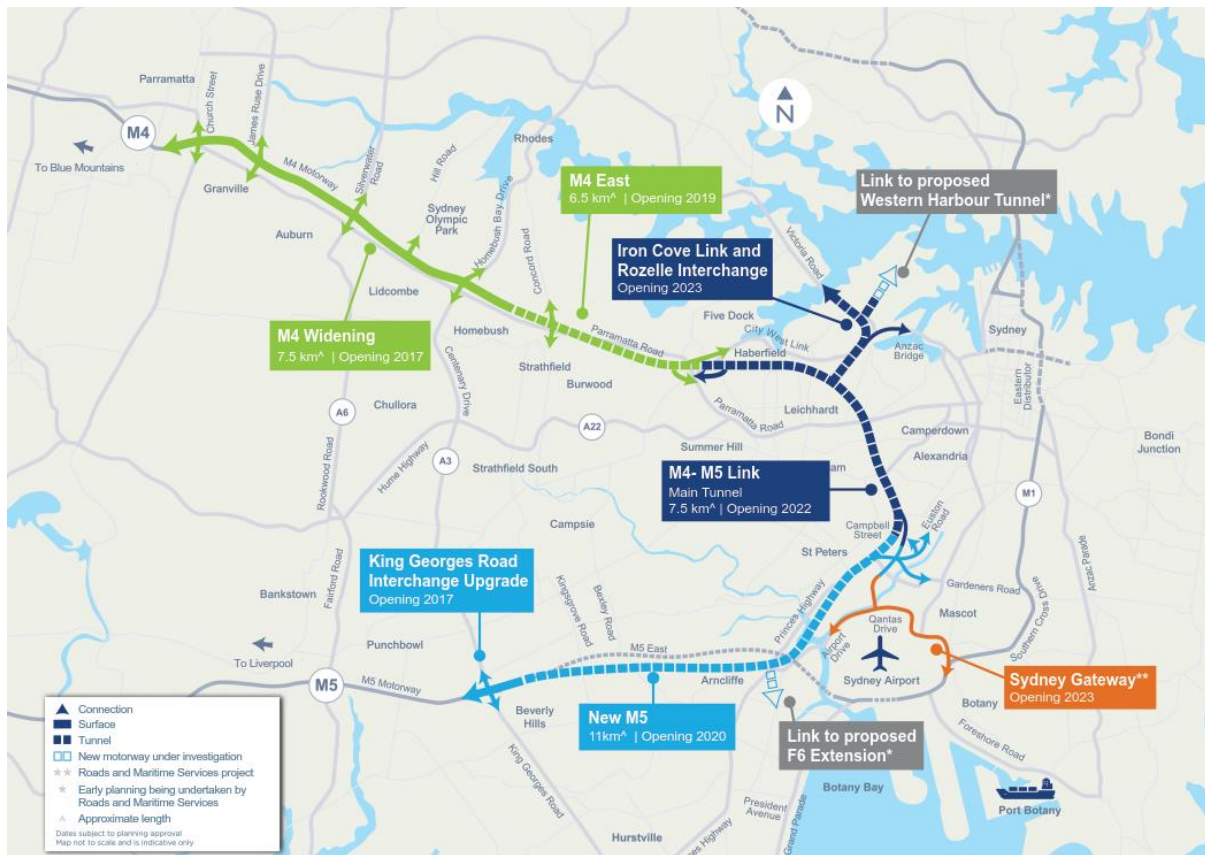 Parramatta
Church Street
James Ruse Drive
M4
To Blue Mountains
M4 Motorway
Granville
Silverwater
Road
Hill Road
Rhodes
Homebush Bay Drive
Sydney
Olympic
Park
Auburn
Lidcombe
M4 East
6.5 km^ | Opening 2019
Concord Road
N
Link to proposed
Western Harbour Tunnel*
Victoria Road
Iron Cove Link and
Rozelle Interchange
Opening 2023
M4 Widening
7.5 km^ | Opening 2017
Homebush
Parramatta Road
Five Dock
City West Link
Haberfield
Anzac
Bridge
Sydney
Eastern
Distributor
Strathfield
Burwood
Centenary Drive
Chullora
A6
A22
Parramatta Road
Leichhardt
Summer Hill
Camperdown
Alexandria
Bondi
Junction
Rookwood Road
Hume Highway
A3
Strathfield South
M4- M5 Link
Main Tunnel
7.5 km^ | Opening 2022
am
M1
Campsie
Campbell
Street
Euston
Road
St Peters
Anzac Parade
King Georges Road
Interchange Upgrade
Opening 2017
Fairford Road
Bankstown
Kingsgrove Road
Bexley Road
Princes Highway
Gardeners Road
Mascot
Southern Cross Drive
Qantas
Drive
Airport
Drive
Punchbowl
To Liverpool
M5
M5 Motorway
M5 East
Arncliffe
Sydney Airport
Sydney Gateway**
Opening 2023
Beverly
Hills
New M5
11km^ | Opening 2020
Link to proposed
F6 Extension*
Botany
Foreshore Road
King Georges Road
Botany Bay
Port Botany
President
Avenue
Grand Parade
Princes Highway
Hurstville
Connection
Surface
Tunnel
New motorway under investigation
★★ Roads and Maritime Services project
★ Early planning being undertaken by
Roads and Maritime Services
^ Approximate length
Dates subject to planning approval
Map not to scale and is indicative only